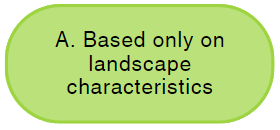 A. Based only on
landscape
characteristics